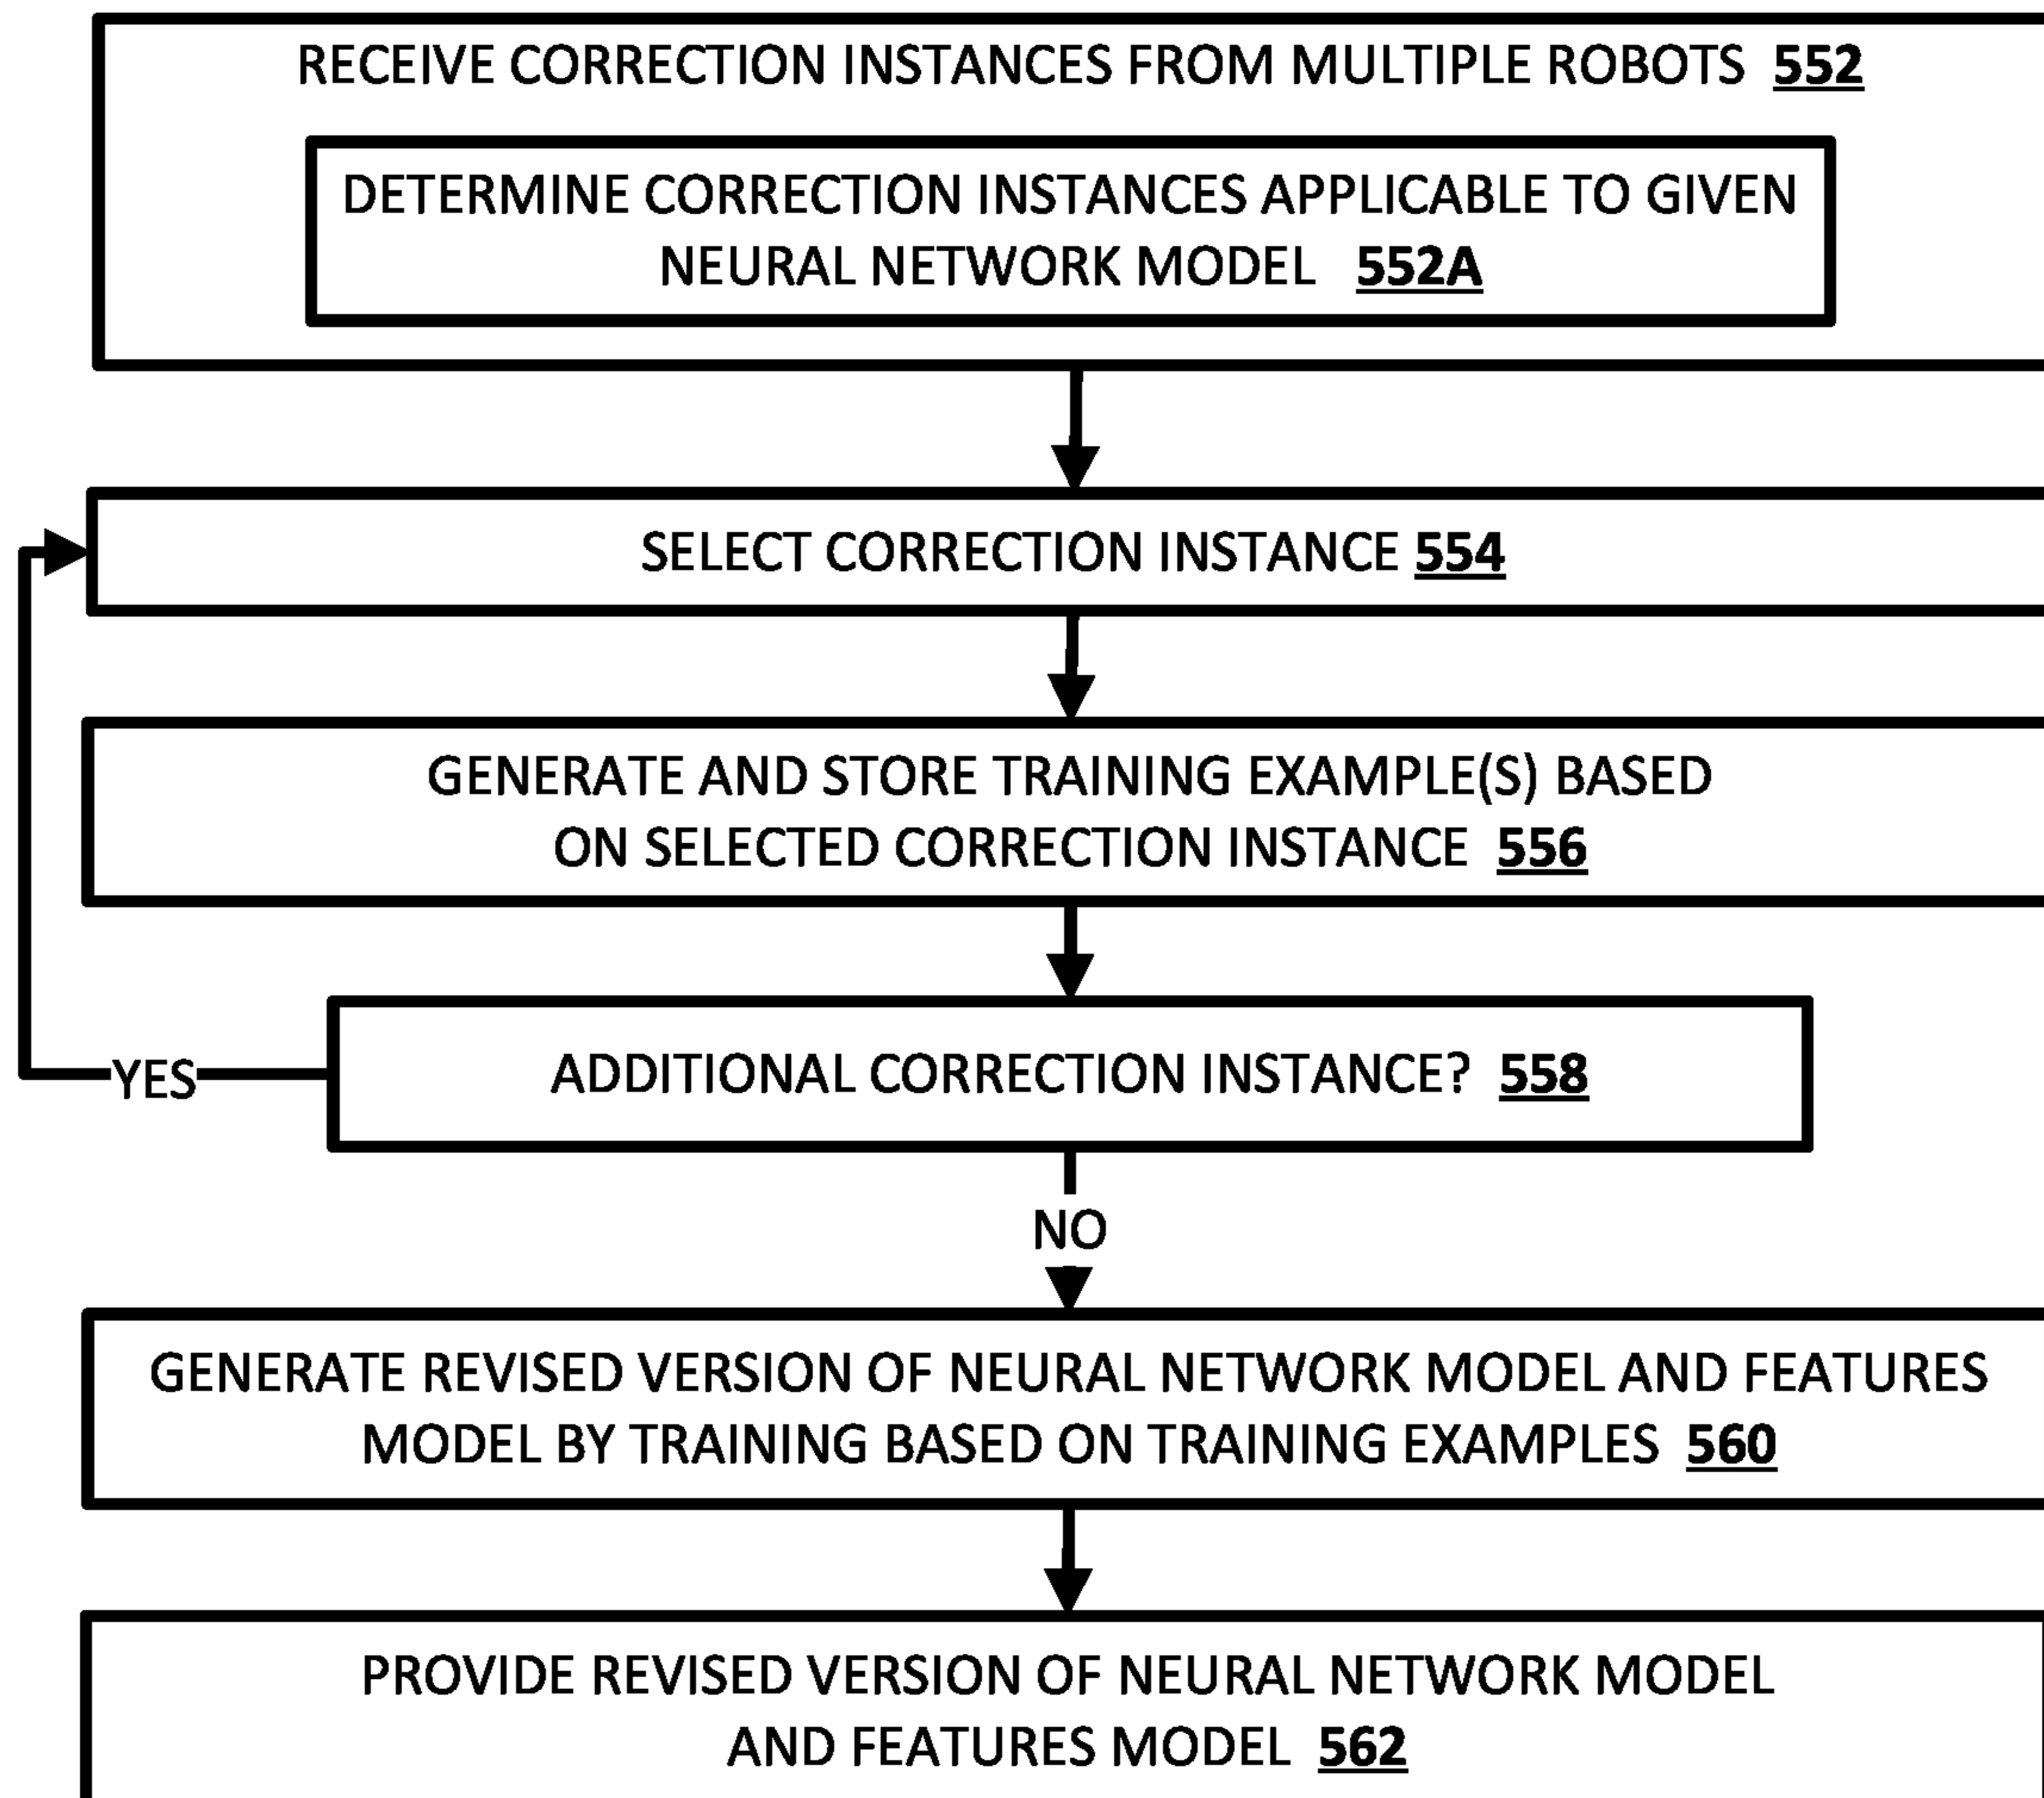 RECEIVE CORRECTION INSTANCES FROM MULTIPLE ROBOTS 552
DETERMINE CORRECTION INSTANCES APPLICABLE TO GIVEN
NEURAL NETWORK MODEL 552A
SELECT CORRECTION INSTANCE 554
GENERATE AND STORE TRAINING EXAMPLE(S) BASED
ON SELECTED CORRECTION INSTANCE 556
ADDITIONAL CORRECTION INSTANCE? 558
YES
NO
GENERATE REVISED VERSION OF NEURAL NETWORK MODEL AND FEATURES
MODEL BY TRAINING BASED ON TRAINING EXAMPLES 560
PROVIDE REVISED VERSION OF NEURAL NETWORK MODEL
AND FEATURES MODEL 562